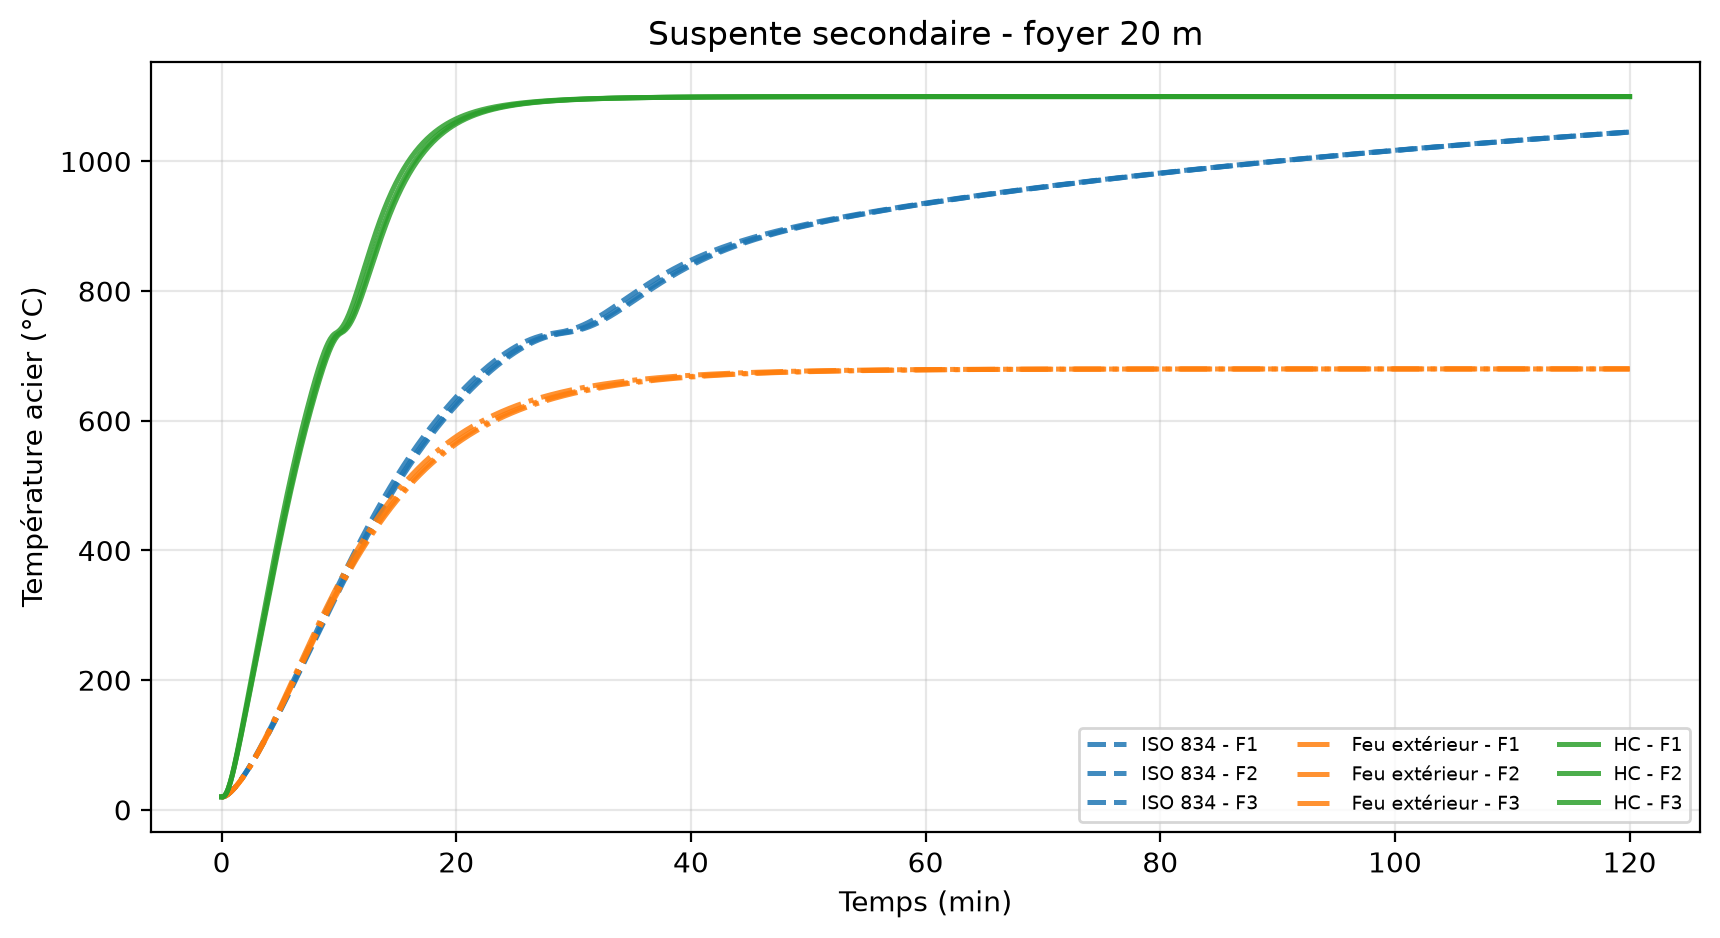 Suspente secondaire - foyer 20 m
Température acier (°C)
1000
800
600
400
200
0
0 20 40 60 80 100 120
Temps (min)
ISO 834 - F1 Feu extérieur - F1 HC - F1
ISO 834 - F2 Feu extérieur - F2 HC - F2
ISO 834 - F3 Feu extérieur - F3 HC - F3